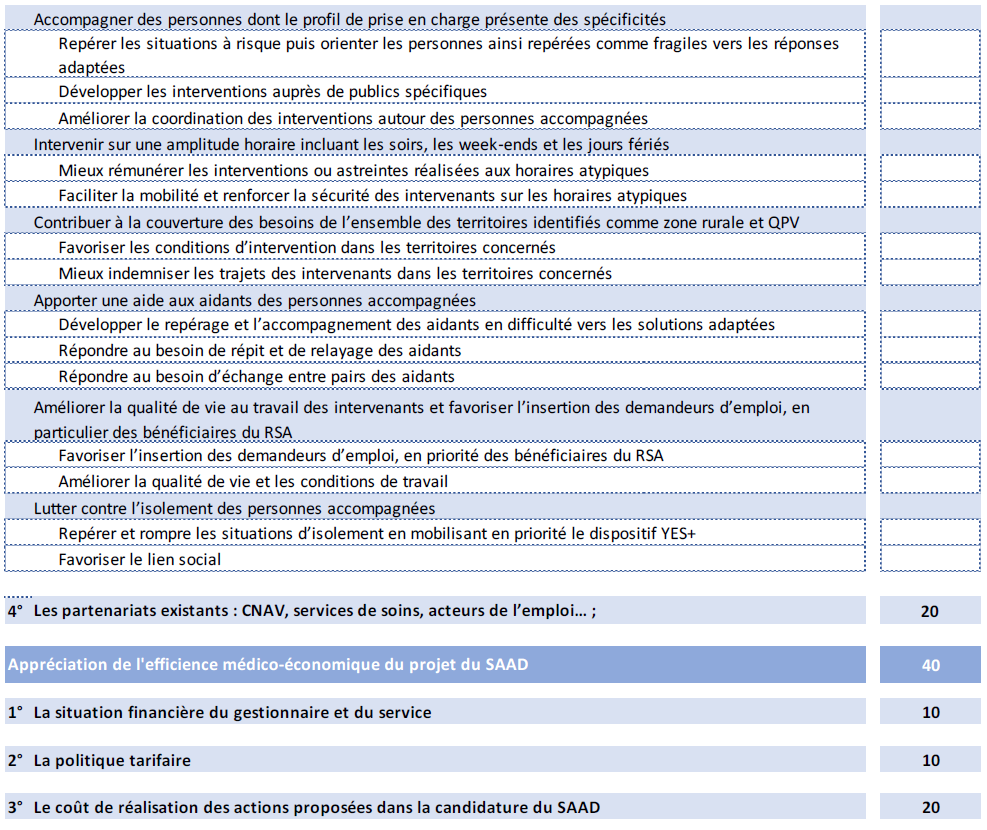 Accompagner des personnes dont le profil de prise en charge présente des spécificités
Repérer les situations à risque puis orienter les personnes ainsi repérées comme fragiles vers les réponses
adaptées
Développer les interventions auprès de publics spécifiques
Améliorer la coordination des interventions autour des personnes accompagnées
Intervenir sur une amplitude horaire incluant les soirs, les week-ends et les jours fériés
Mieux rémunérer les interventions ou astreintes réalisées aux horaires atypiques
Faciliter la mobilité et renforcer la sécurité des intervenants sur les horaires atypiques
Contribuer à la couverture des besoins de l’ensemble des territoires identifiés comme zone rurale et QPV
Favoriser les conditions d’intervention dans les territoires concernés
Mieux indemniser les trajets des intervenants dans les territoires concernés
Apporter une aide aux aidants des personnes accompagnées
Développer le repérage et l’accompagnement des aidants en difficulté vers les solutions adaptées
Répondre au besoin de répit et de relayage des aidants
Répondre au besoin d’échange entre pairs des aidants
Améliorer la qualité de vie au travail des intervenants et favoriser l’insertion des demandeurs d’emploi, en
particulier des bénéficiaires du RSA
Favoriser l’insertion des demandeurs d’emploi, en priorité des bénéficiaires du RSA
Améliorer la qualité de vie et les conditions de travail
Lutter contre l’isolement des personnes accompagnées
Repérer et rompre les situations d’isolement en mobilisant en priorité le dispositif YES+
Favoriser le lien social
4° Les partenariats existants : CNAV, services de soins, acteurs de l’emploi… ; 20
Appréciation de l'efficience médico-économique du projet du SAAD 40
1° La situation financière du gestionnaire et du service 10
2° La politique tarifaire 10
3° Le coût de réalisation des actions proposées dans la candidature du SAAD 20